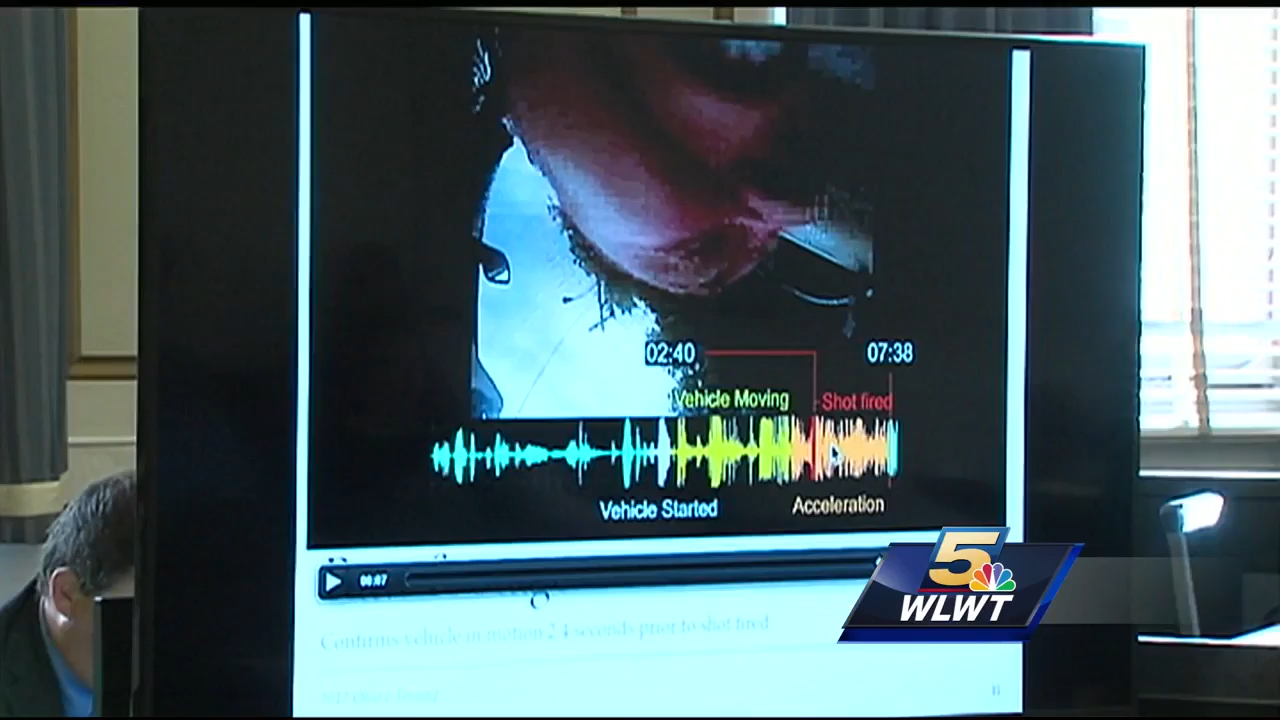 02:40
07:38
Vehicle Moving
Shot fired
Vehicle Started
Acceleration
00:07
5
WLWT
Confirms vehicle in motion 2.4 seconds prior to shot fired